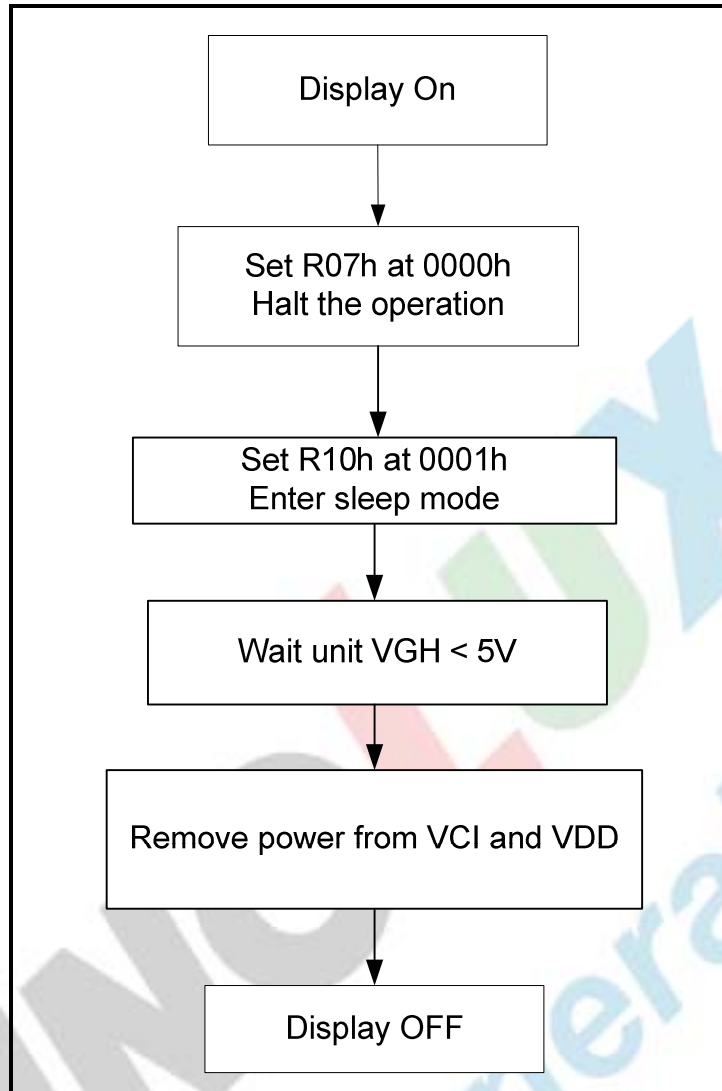 Display On
Set R07h at 0000h
Halt the operation
Set R10h at 0001h
Enter sleep mode
Wait unit VGH < 5V
Remove power from VCI and VDD
Display OFF